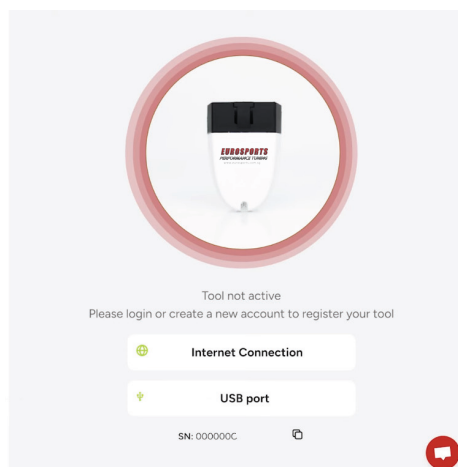 EUROSPORTS
PERFORMANCE TUNING
Tool not active
Please login or create a new account to register your tool
Internet Connection
USB port
SN: 000000C